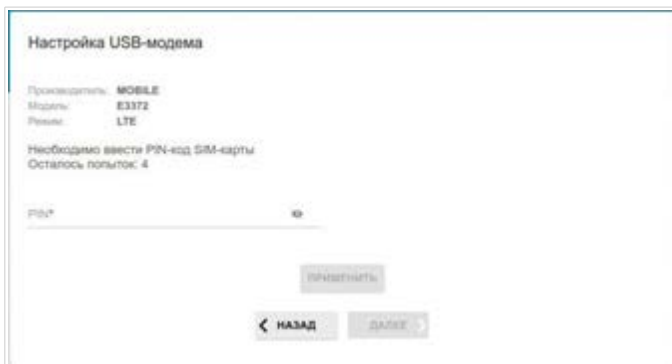 Настройка USB-модема
Производитель: MOBILE
Модель: E3372
Режим: LTE
Необходимо ввести PIN-код SIM-карты
Осталось попыток: 4
PIN*
ПРИМЕНИТЬ
НАЗАД ДАЛЕЕ